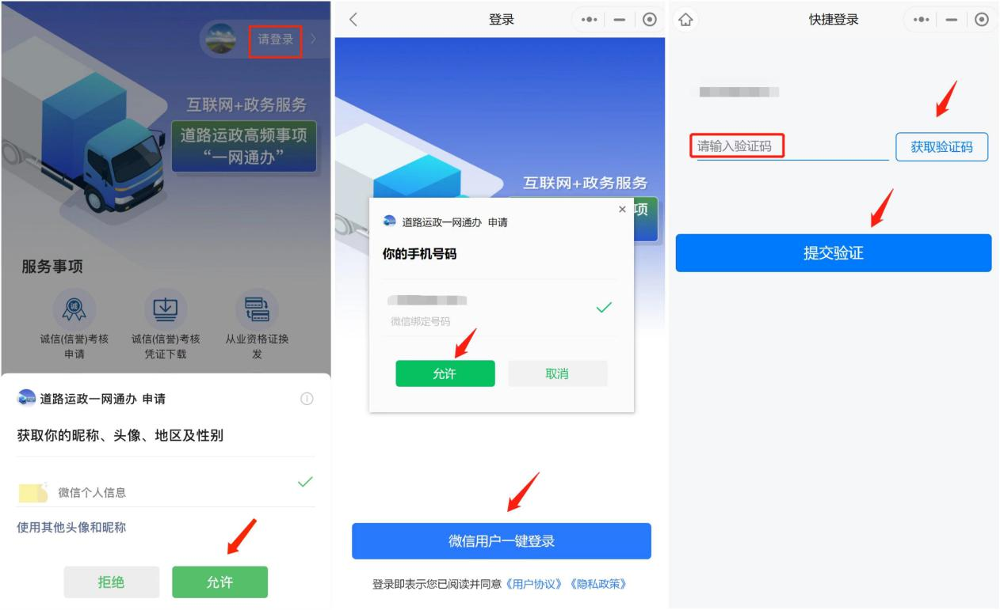 请登录
互联网+政务服务
道路运政高频事项
“一网通办”
服务事项
诚
诚信(信誉)考核
申请
诚信(信誉)考核
凭证下载
从业资格证换
发
道路运政一网通办 申请
获取你的昵称、头像、地区及性别
微信个人信息
使用其他头像和昵称
拒绝
允许
登录
互联网+政务服务
项
道路运政一网通办 申请
你的手机号码
微信绑定号码
允许
取消
微信用户一键登录
登录即表示您已阅读并同意《用户协议》《隐私政策》
快捷登录
请输入验证码
获取验证码
提交验证